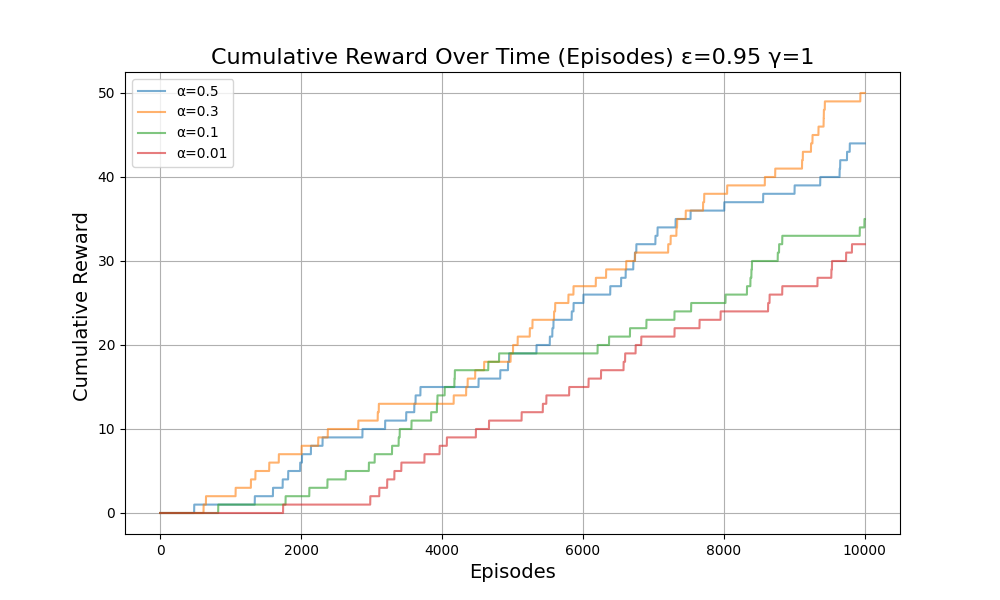 Cumulative Reward Over Time (Episodes) ε=0.95 γ=1
α=0.5
α=0.3
α=0.1
α=0.01
50
40
30
20
10
0
Cumulative Reward
0 2000 4000 6000 8000 10000
Episodes